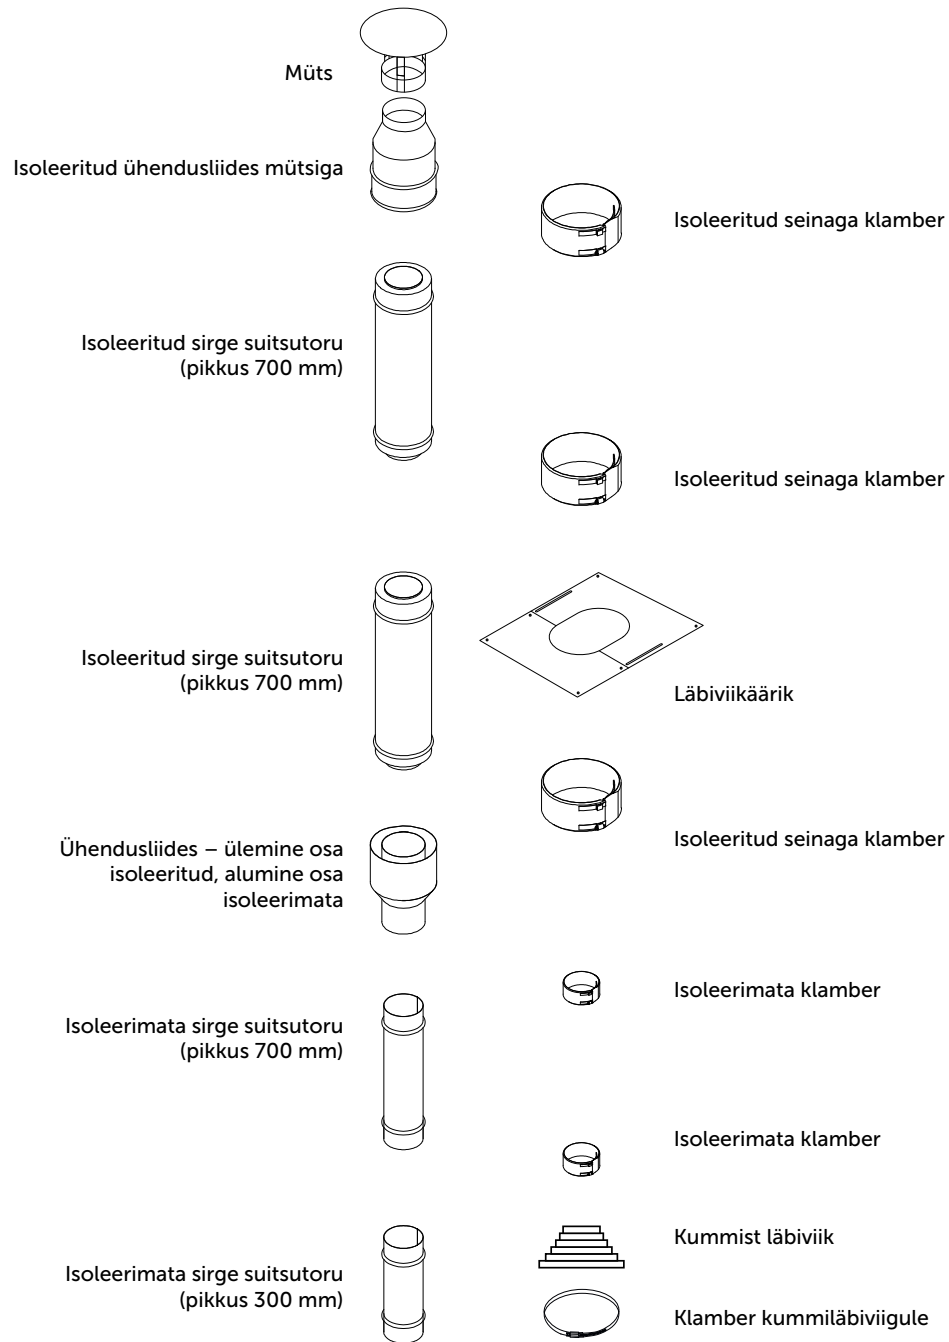 Müts
Isoleeritud ühendusliides mütsiga
Isoleeritud seinaga klamber
Isoleeritud sirge suitsutoru
(pikkus 700 mm)
Isoleeritud seinaga klamber
Isoleeritud sirge suitsutoru
(pikkus 700 mm)
Läbiviikäärik
Ühendusliides – ülemine osa
isoleeritud, alumine osa
isoleerimata
Isoleeritud seinaga klamber
Isoleerimata klamber
Isoleerimata sirge suitsutoru
(pikkus 700 mm)
Isoleerimata klamber
Kummist läbiviik
Isoleerimata sirge suitsutoru
(pikkus 300 mm)
Klamber kummiläbiviigule